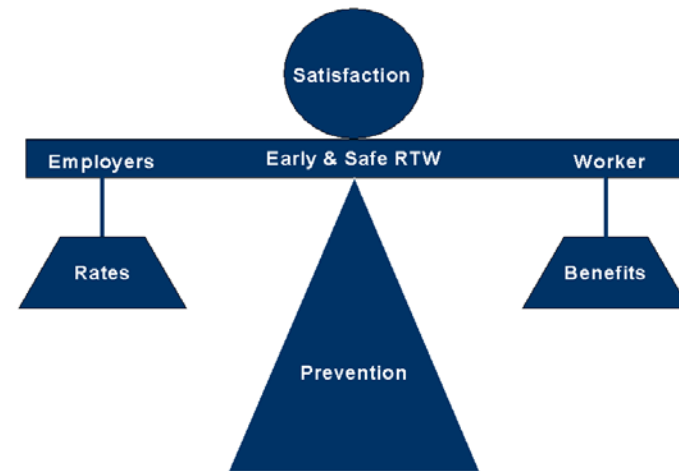 Satisfaction
Employers Early & Safe RTW Worker
Rates Benefits
Prevention